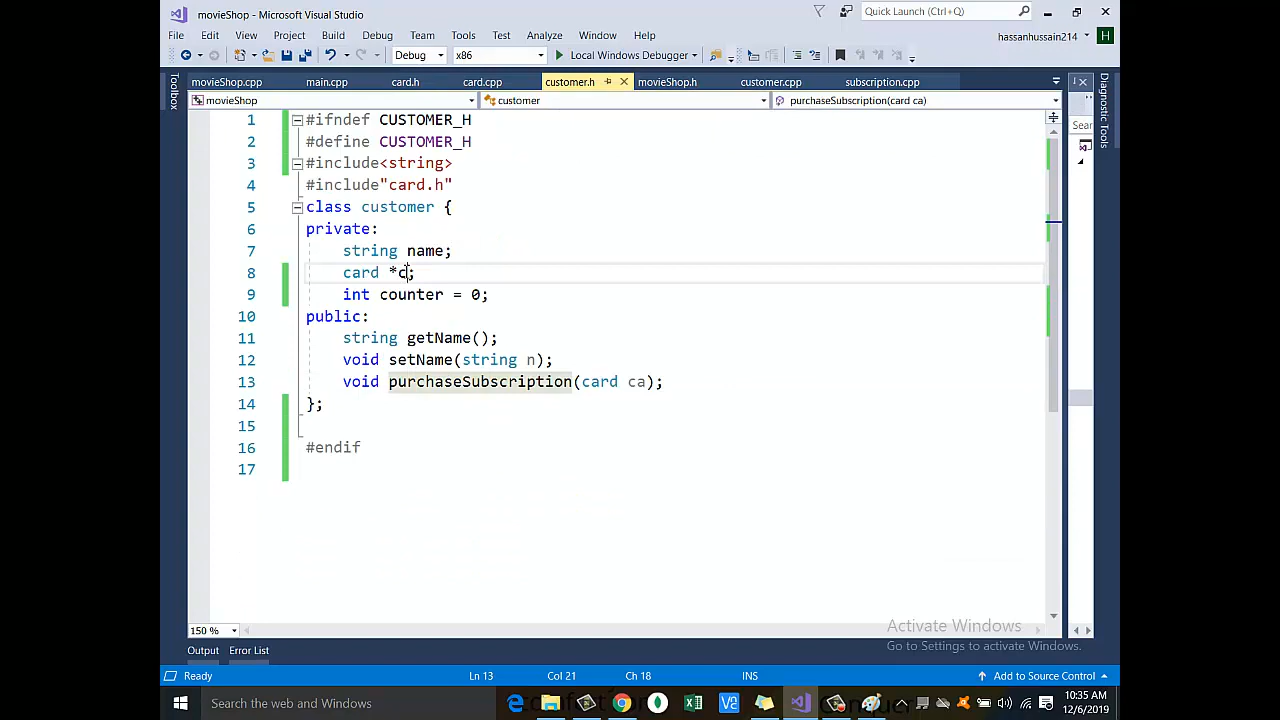 movieShop - Microsoft Visual Studio
Quick Launch (Ctrl+Q)
File Edit View Project Build Debug Team Tools Test Analyze Window Help
hassanhussain214 H
Debug x86 Local Windows Debugger
Toolbox
movieShop.cpp main.cpp card.h card.cpp customer.h movieShop.h customer.cpp subscription.cpp
Diagnostic Tools
movieShop customer purchaseSubscription(card ca)
Sear
1 #ifndef CUSTOMER_H
2 #define CUSTOMER_H
3 #include<string>
4 #include"card.h"
5 class customer {
6 private:
7 string name;
8 card *c;
9 int counter = 0;
10 public:
11 string getName();
12 void setName(string n);
13 void purchaseSubscription(card ca);
14 };
15
16 #endif
17
Activate Windows
Go to Settings to activate Windows.
150 %
Output Error List
Ready Ln 13 Col 21 Ch 18 INS Add to Source Control
Search the web and Windows
10:35 AM
12/6/2019